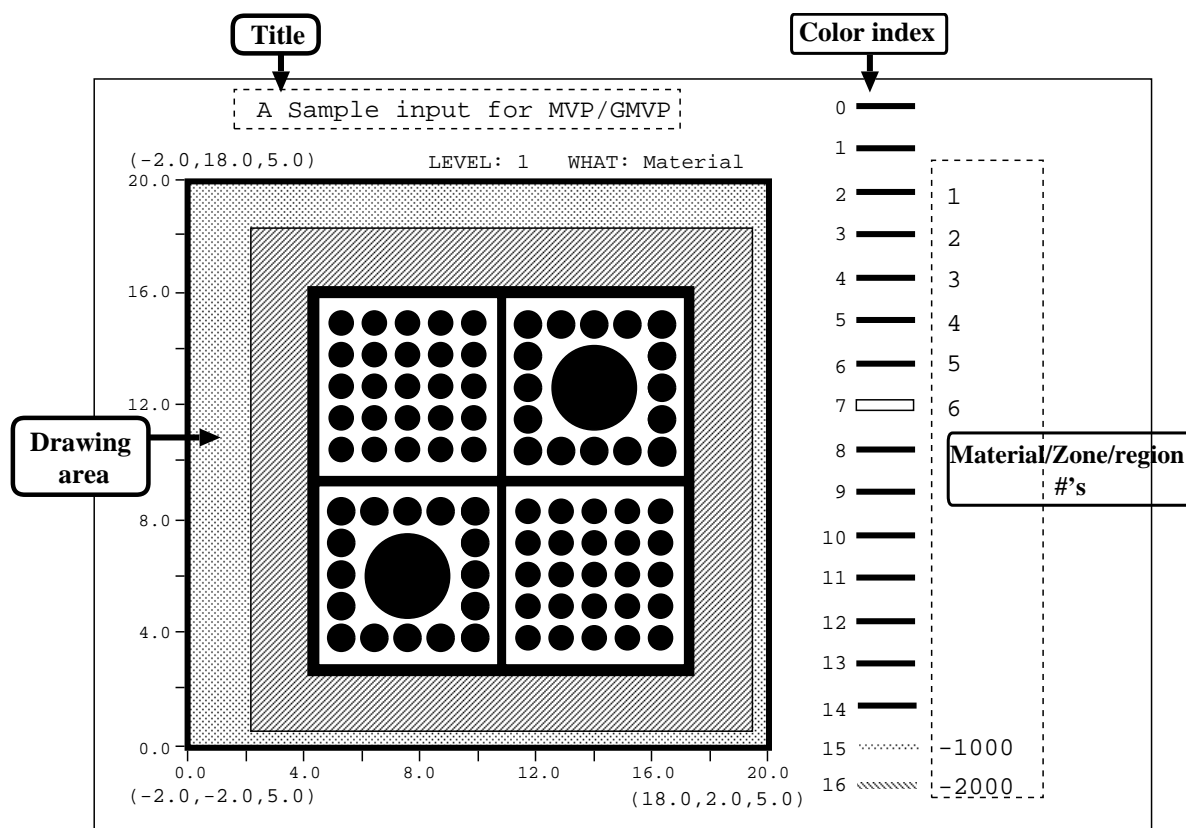 Title
Color index
A Sample input for MVP/GMVP
(-2.0,18.0,5.0)
LEVEL: 1 WHAT: Material
20.0
16.0
12.0
8.0
4.0
0.0
0.0 4.0 8.0 12.0 16.0 20.0
(-2.0,-2.0,5.0)
(18.0,2.0,5.0)
Drawing
area
0
1
2 1
3 2
4 3
5 4
6 5
7 6
8
9
10
11
12
13
14
15 -1000
16 -2000
Material/Zone/region
#'s